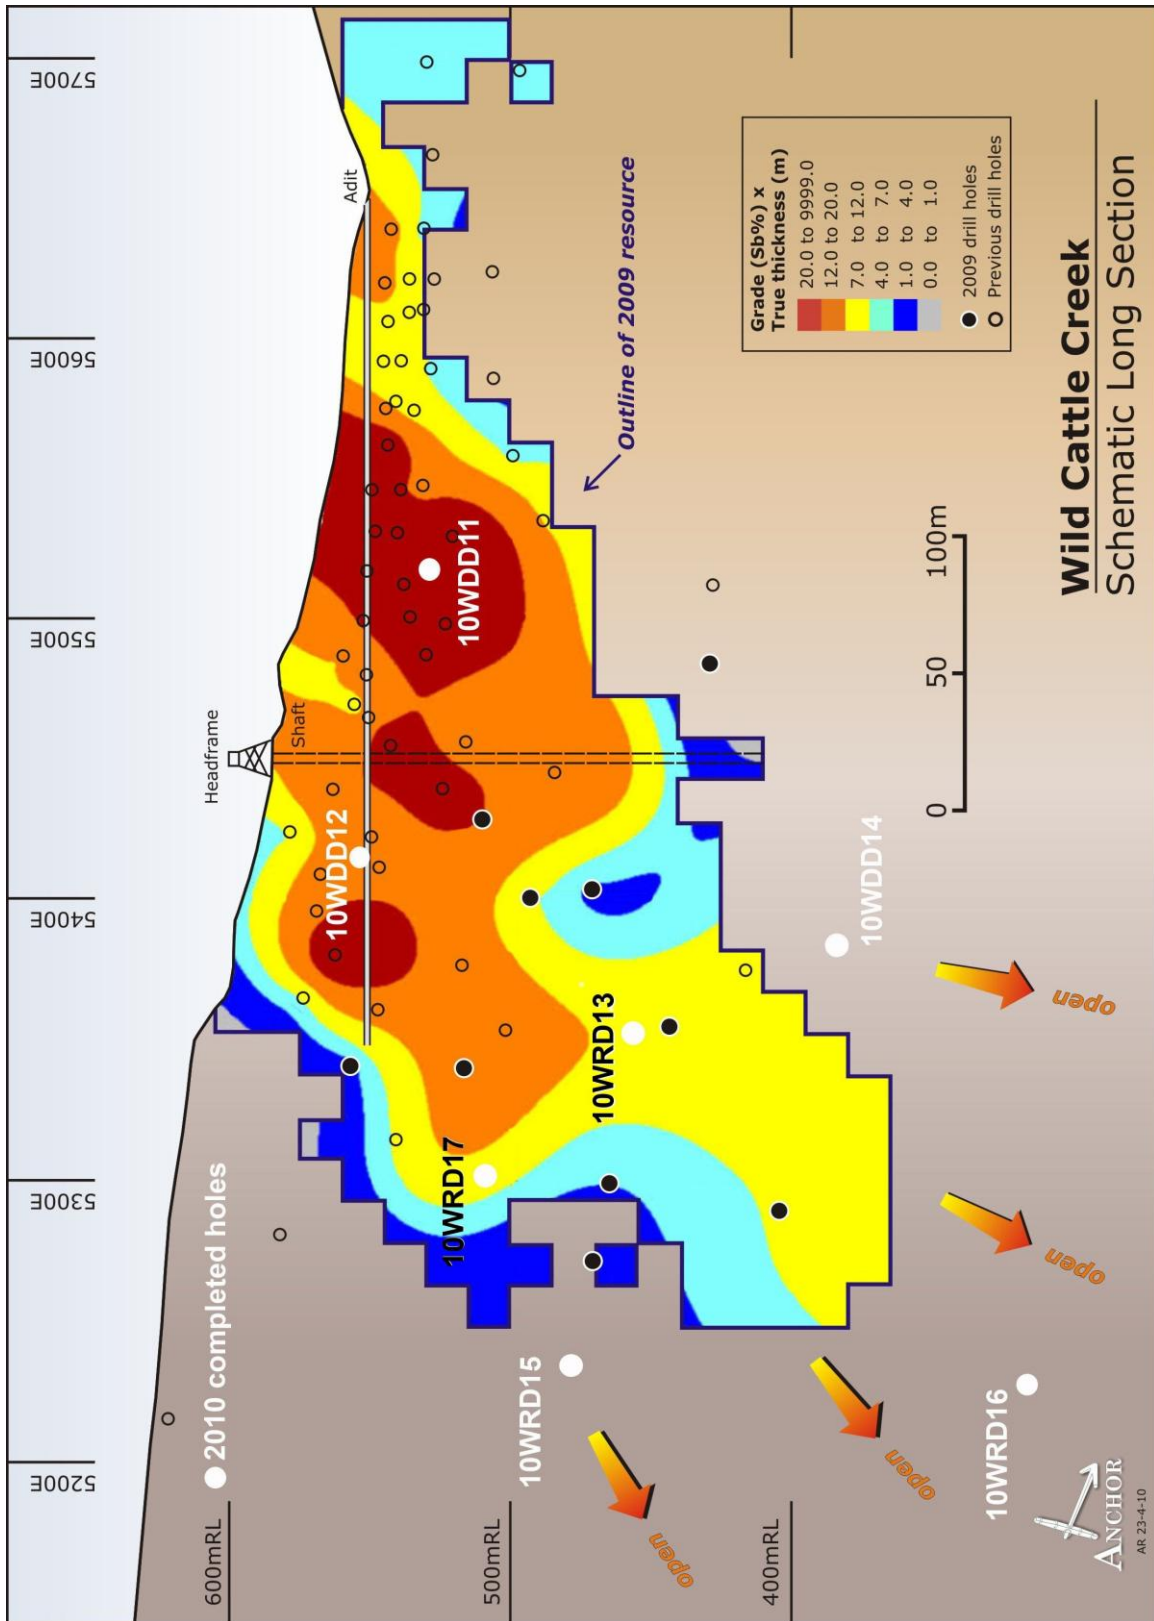 5200E
5300E
5400E
5500E
5600E
5700E
600mRL
500mRL
400mRL
2010 completed holes
Headframe
Shaft
Adit
10WDD12
10WDD11
10WRD17
10WRD13
10WRD15
10WDD14
10WRD16
Outline of 2009 resource
open
open
open
open
Grade (Sb%) x
True thickness (m)
20.0 to 9999.0
12.0 to 20.0
7.0 to 12.0
4.0 to 7.0
1.0 to 4.0
0.0 to 1.0
2009 drill holes
Previous drill holes
0 50 100m
Wild Cattle Creek
Schematic Long Section
ANCHOR
AR 23-4-10